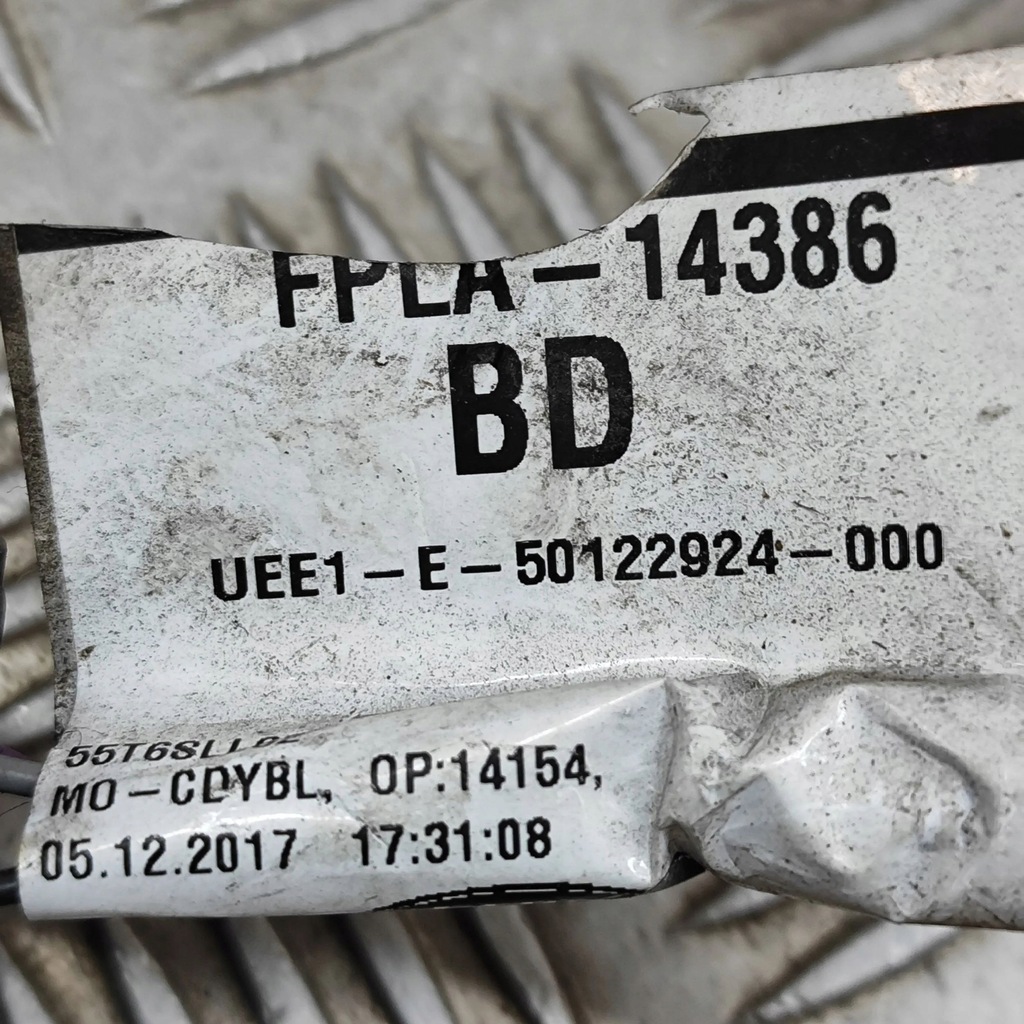 FPLA-14386
BD
UEE1-E-50122924-000
MO-CDYBL, OP:14154,
05.12.2017 17:31:08